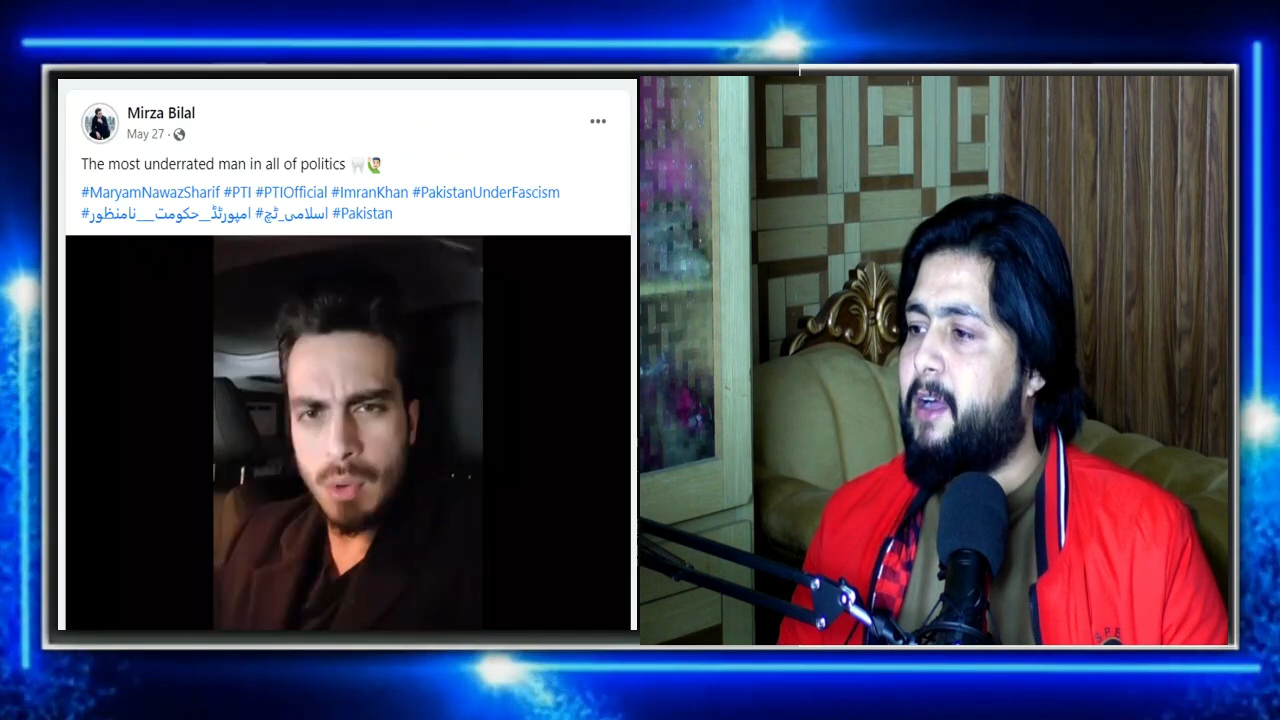 Mirza Bilal
May 27
The most underrated man in all of politics
#MaryamNawazSharif #PTI #PTIOfficial #ImranKhan #PakistanUnderFascism
#امپورٹڈ__حکومت___نامنظور #اسلامی_ٹچ #Pakistan